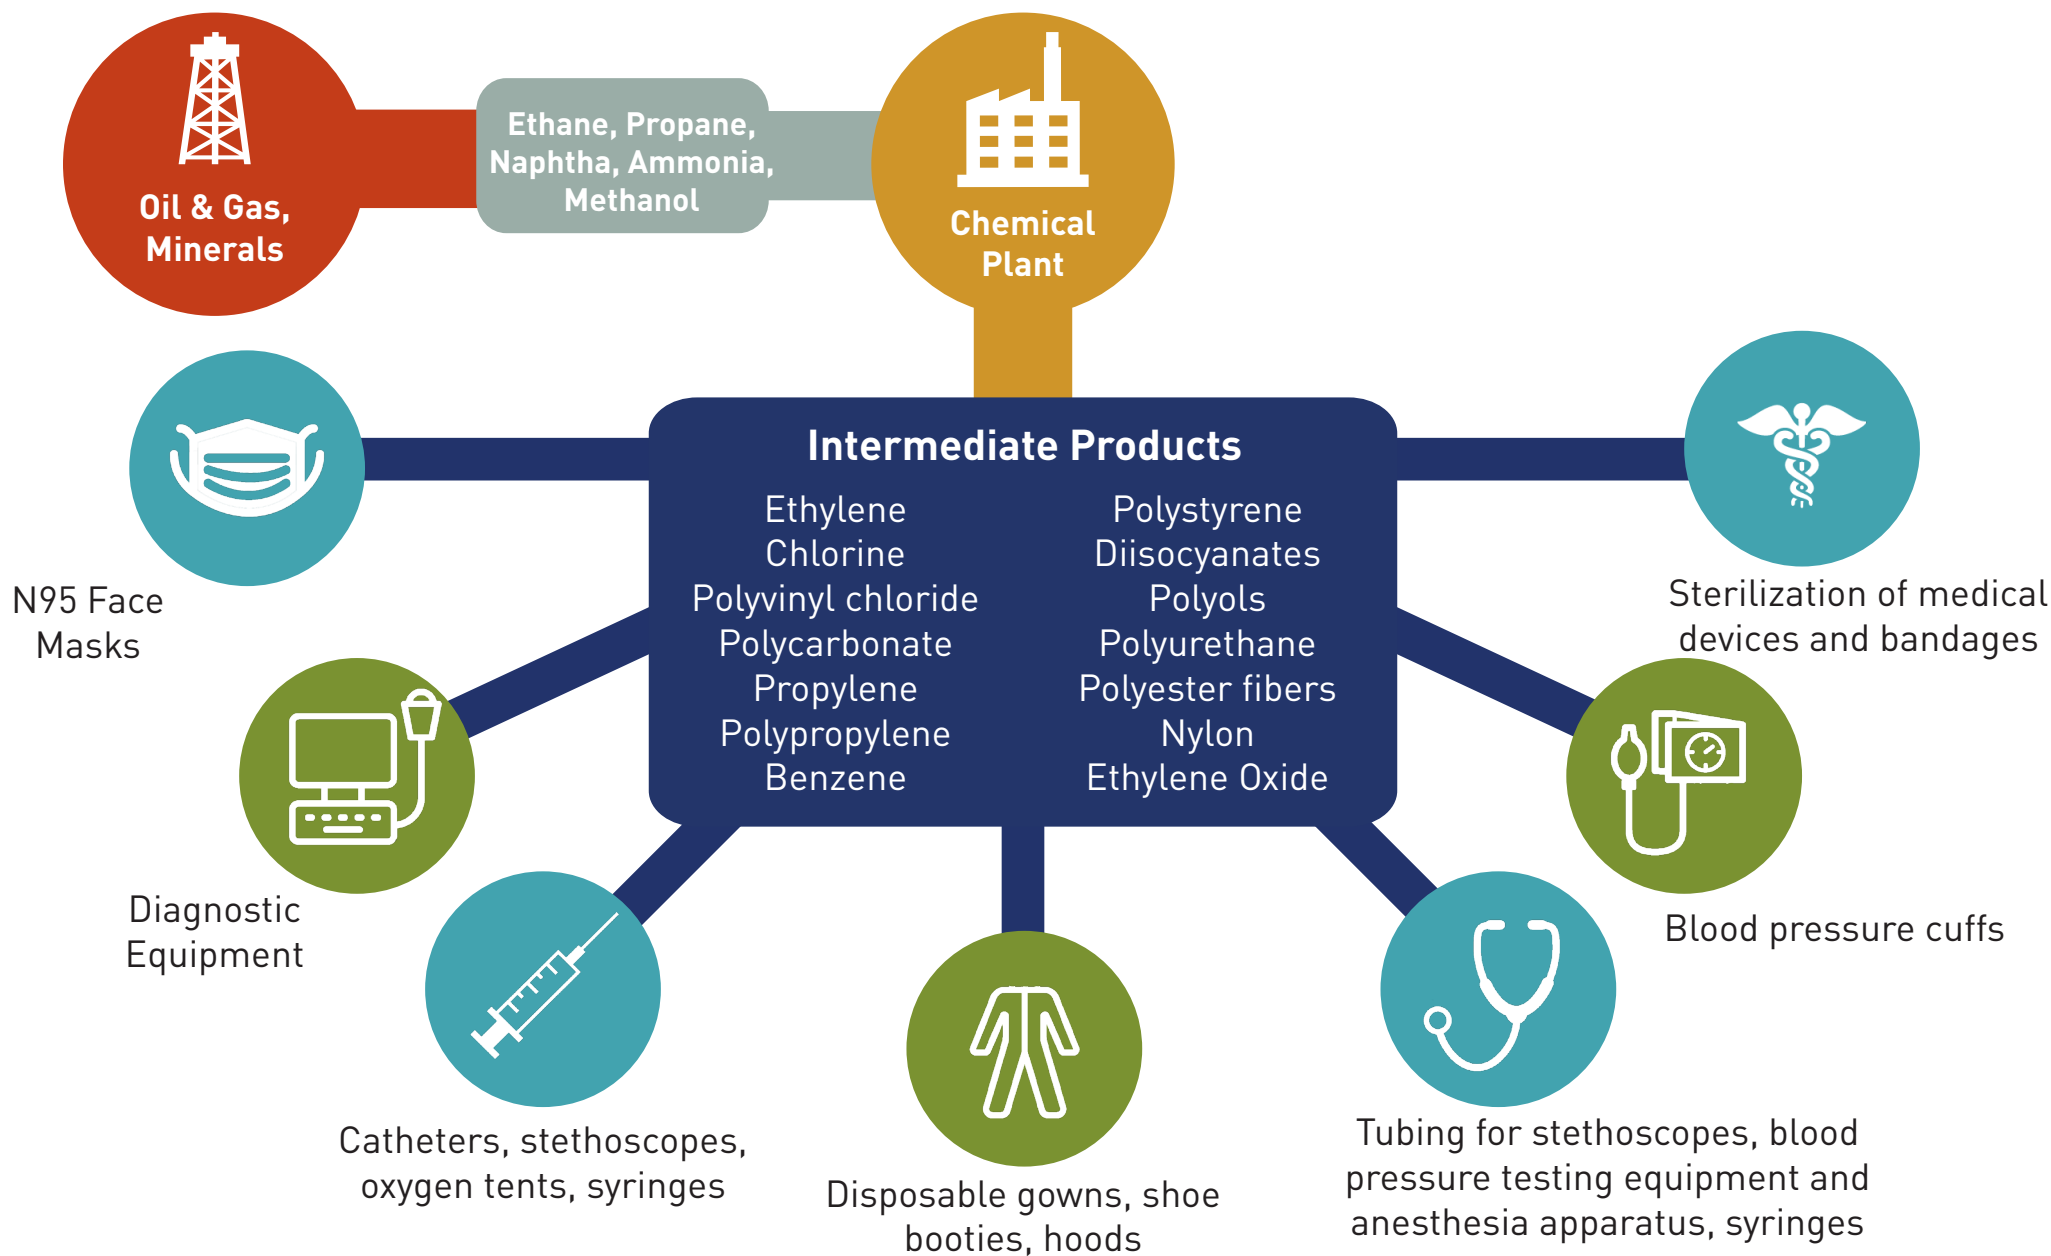 Oil & Gas,
Minerals
Ethane, Propane,
Naphtha, Ammonia,
Methanol
Chemical
Plant
Intermediate Products
Ethylene
Chlorine
Polyvinyl chloride
Polycarbonate
Propylene
Polypropylene
Benzene
Polystyrene
Diisocyanates
Polyols
Polyurethane
Polyester fibers
Nylon
Ethylene Oxide
N95 Face
Masks
Diagnostic
Equipment
Catheters, stethoscopes,
oxygen tents, syringes
Disposable gowns, shoe
booties, hoods
Tubing for stethoscopes, blood
pressure testing equipment and
anesthesia apparatus, syringes
Blood pressure cuffs
Sterilization of medical
devices and bandages